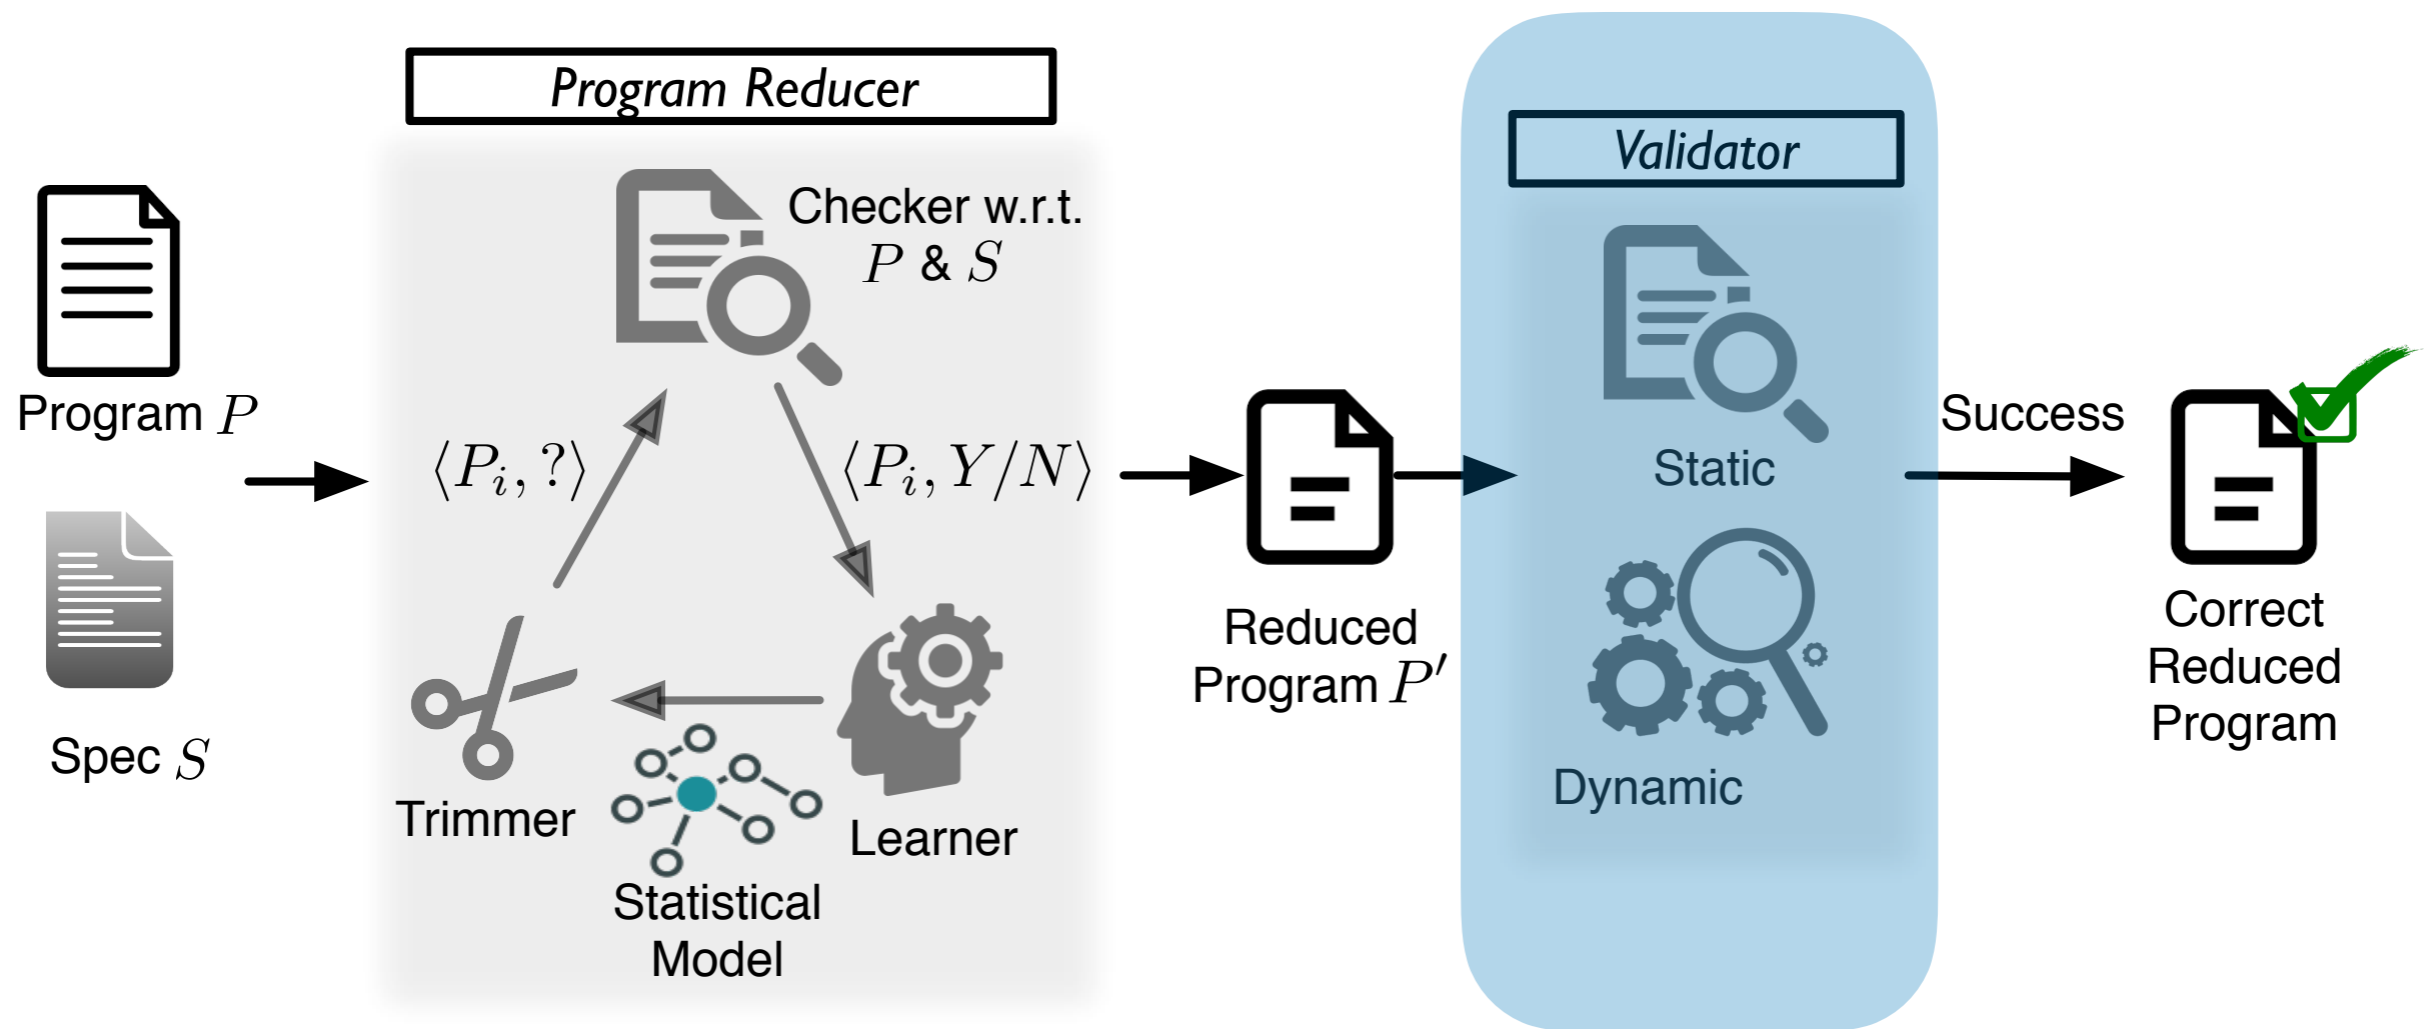 Program Reducer
Validator
Checker w.r.t.
P & S
Program P
⟨P_i, ?⟩
⟨P_i, Y/N⟩
Static
Success
Spec S
Reduced
Program P′
Correct
Reduced
Program
Trimmer
Learner
Dynamic
Statistical
Model